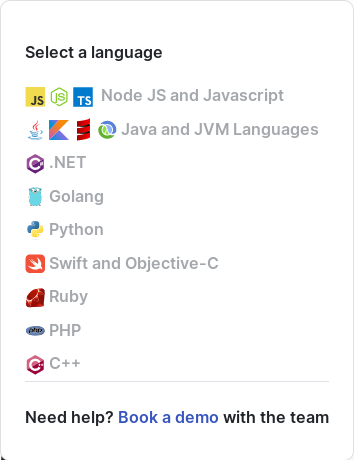 Select a language
JS TS Node JS and Javascript
Java and JVM Languages
.NET
Golang
Python
Swift and Objective-C
Ruby
php PHP
C++
Need help? Book a demo with the team